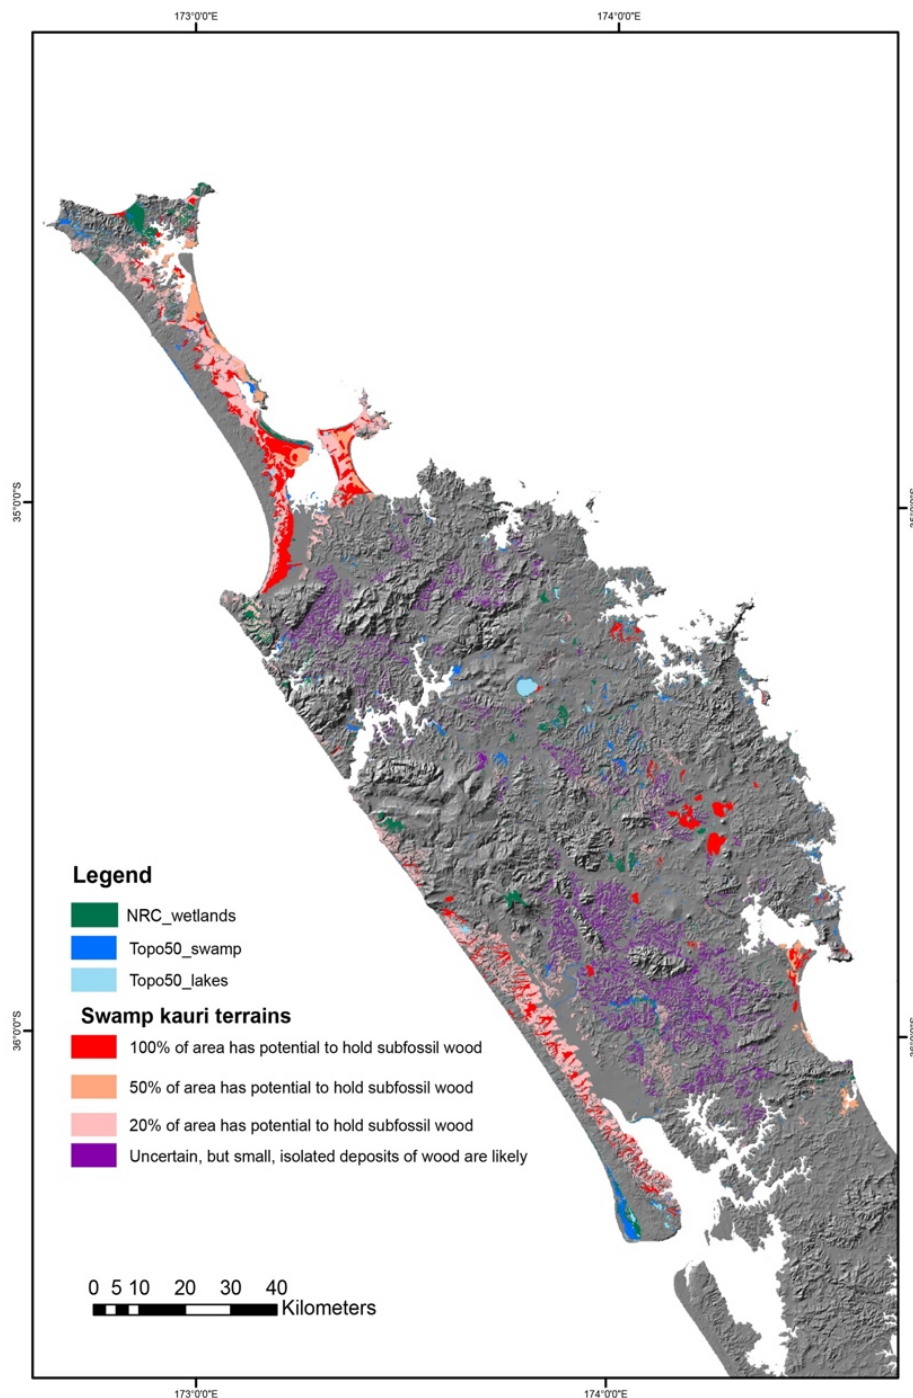 173°0'0"E 174°0'0"E
35°0'0"S
36°0'0"S
Legend
NRC_wetlands
Topo50_swamp
Topo50_lakes
Swamp kauri terrains
100% of area has potential to hold subfossil wood
50% of area has potential to hold subfossil wood
20% of area has potential to hold subfossil wood
Uncertain, but small, isolated deposits of wood are likely
0 5 10 20 30 40
Kilometers
173°0'0"E 174°0'0"E